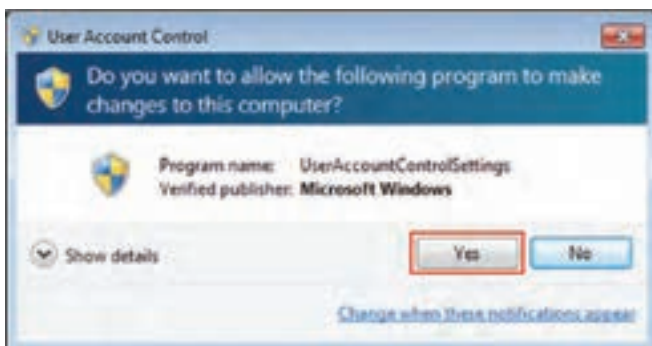 User Account Control
Do you want to allow the following program to make
changes to this computer?
Program name: UserAccountControlSettings
Verified publisher: Microsoft Windows
Show details
Yes
No
Change when these notifications appear